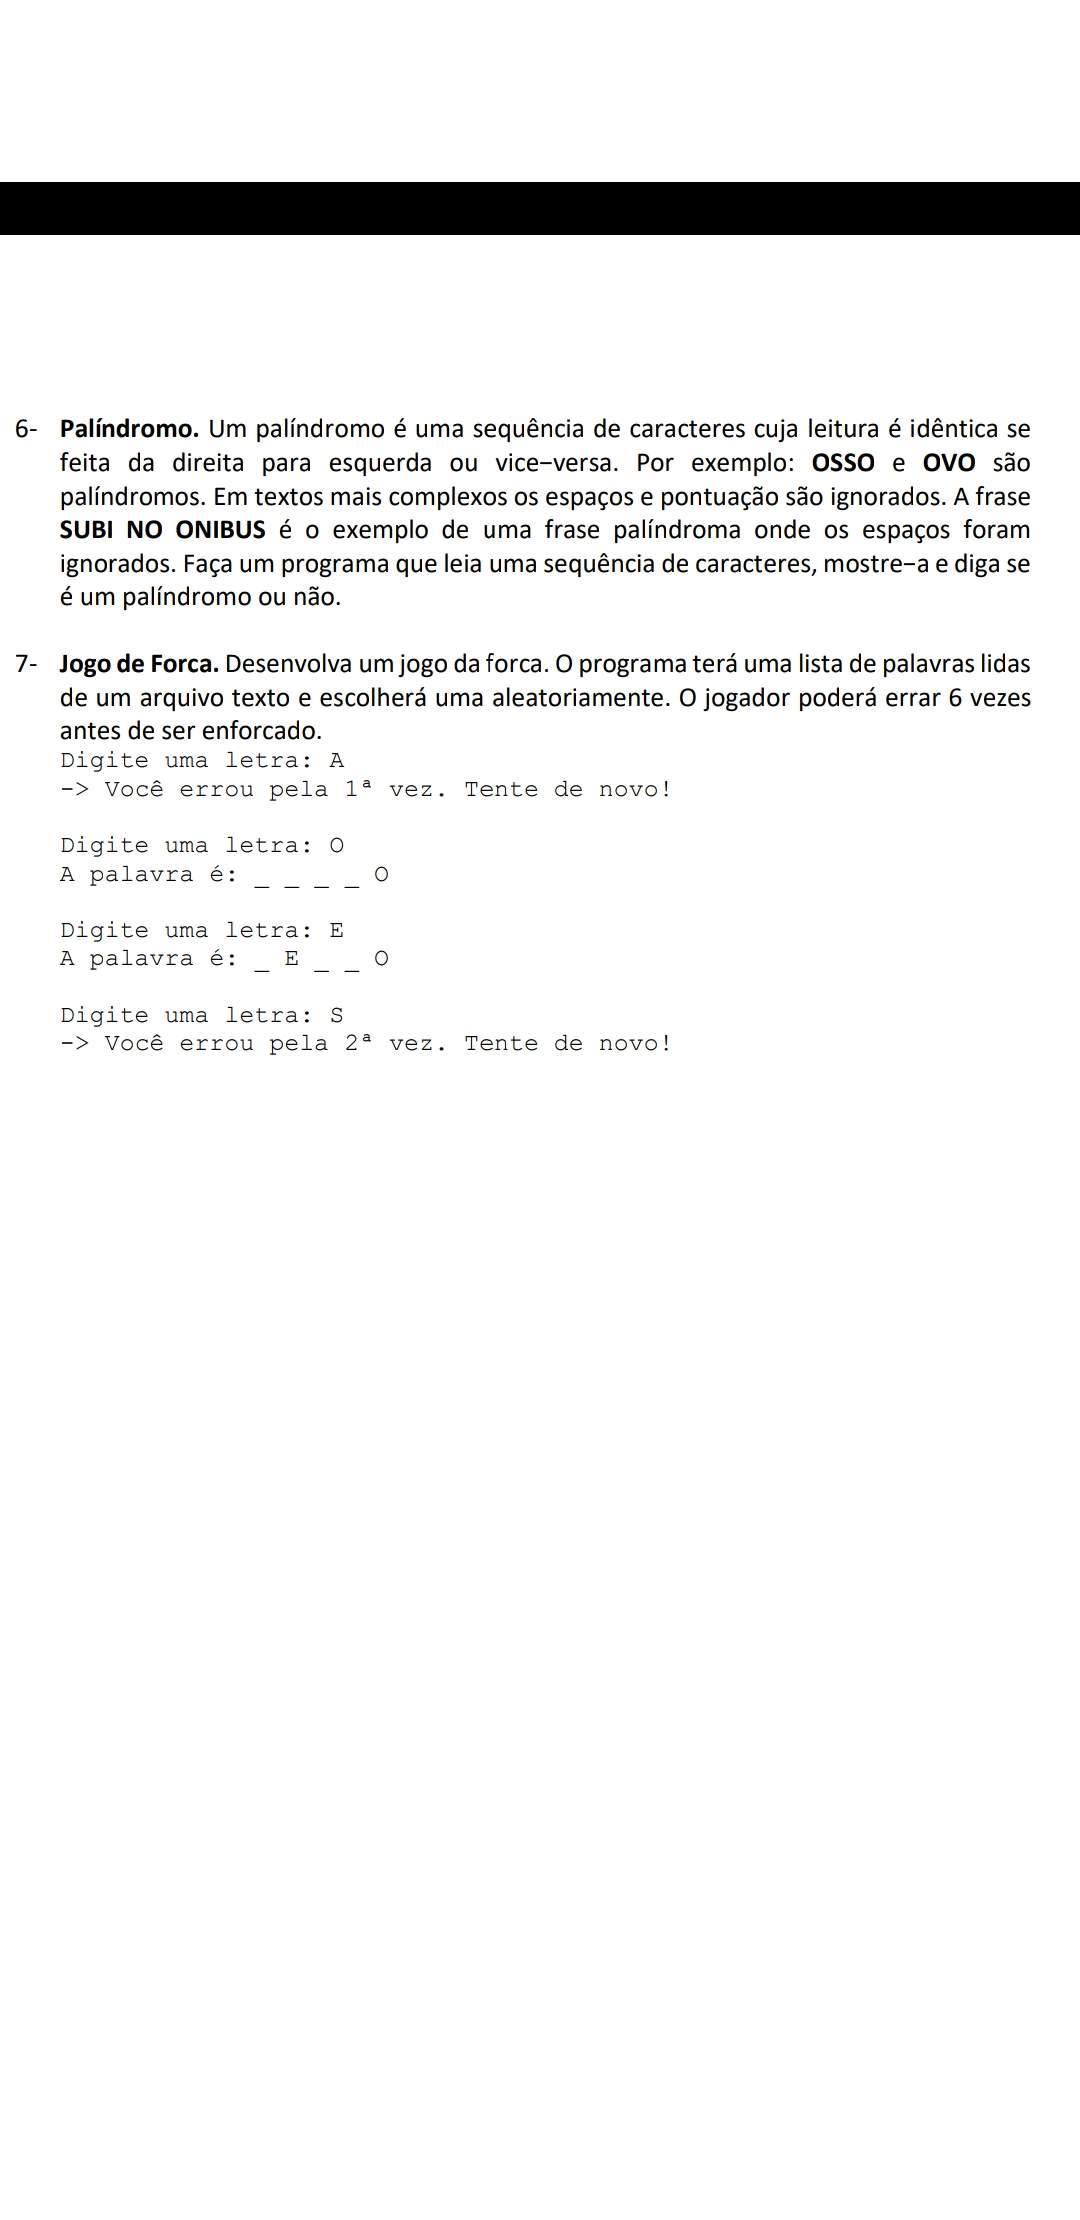 6- Palíndromo. Um palíndromo é uma sequência de caracteres cuja leitura é idêntica se
feita da direita para esquerda ou vice−versa. Por exemplo: OSSO e OVO são
palíndromos. Em textos mais complexos os espaços e pontuação são ignorados. A frase
SUBI NO ONIBUS é o exemplo de uma frase palíndroma onde os espaços foram
ignorados. Faça um programa que leia uma sequência de caracteres, mostre−a e diga se
é um palíndromo ou não.
7- Jogo de Forca. Desenvolva um jogo da forca. O programa terá uma lista de palavras lidas
de um arquivo texto e escolherá uma aleatoriamente. O jogador poderá errar 6 vezes
antes de ser enforcado.
Digite uma letra: A
-> Você errou pela 1ª vez. Tente de novo!
Digite uma letra: O
A palavra é: _ _ _ _ O
Digite uma letra: E
A palavra é: _ E _ _ O
Digite uma letra: S
-> Você errou pela 2ª vez. Tente de novo!